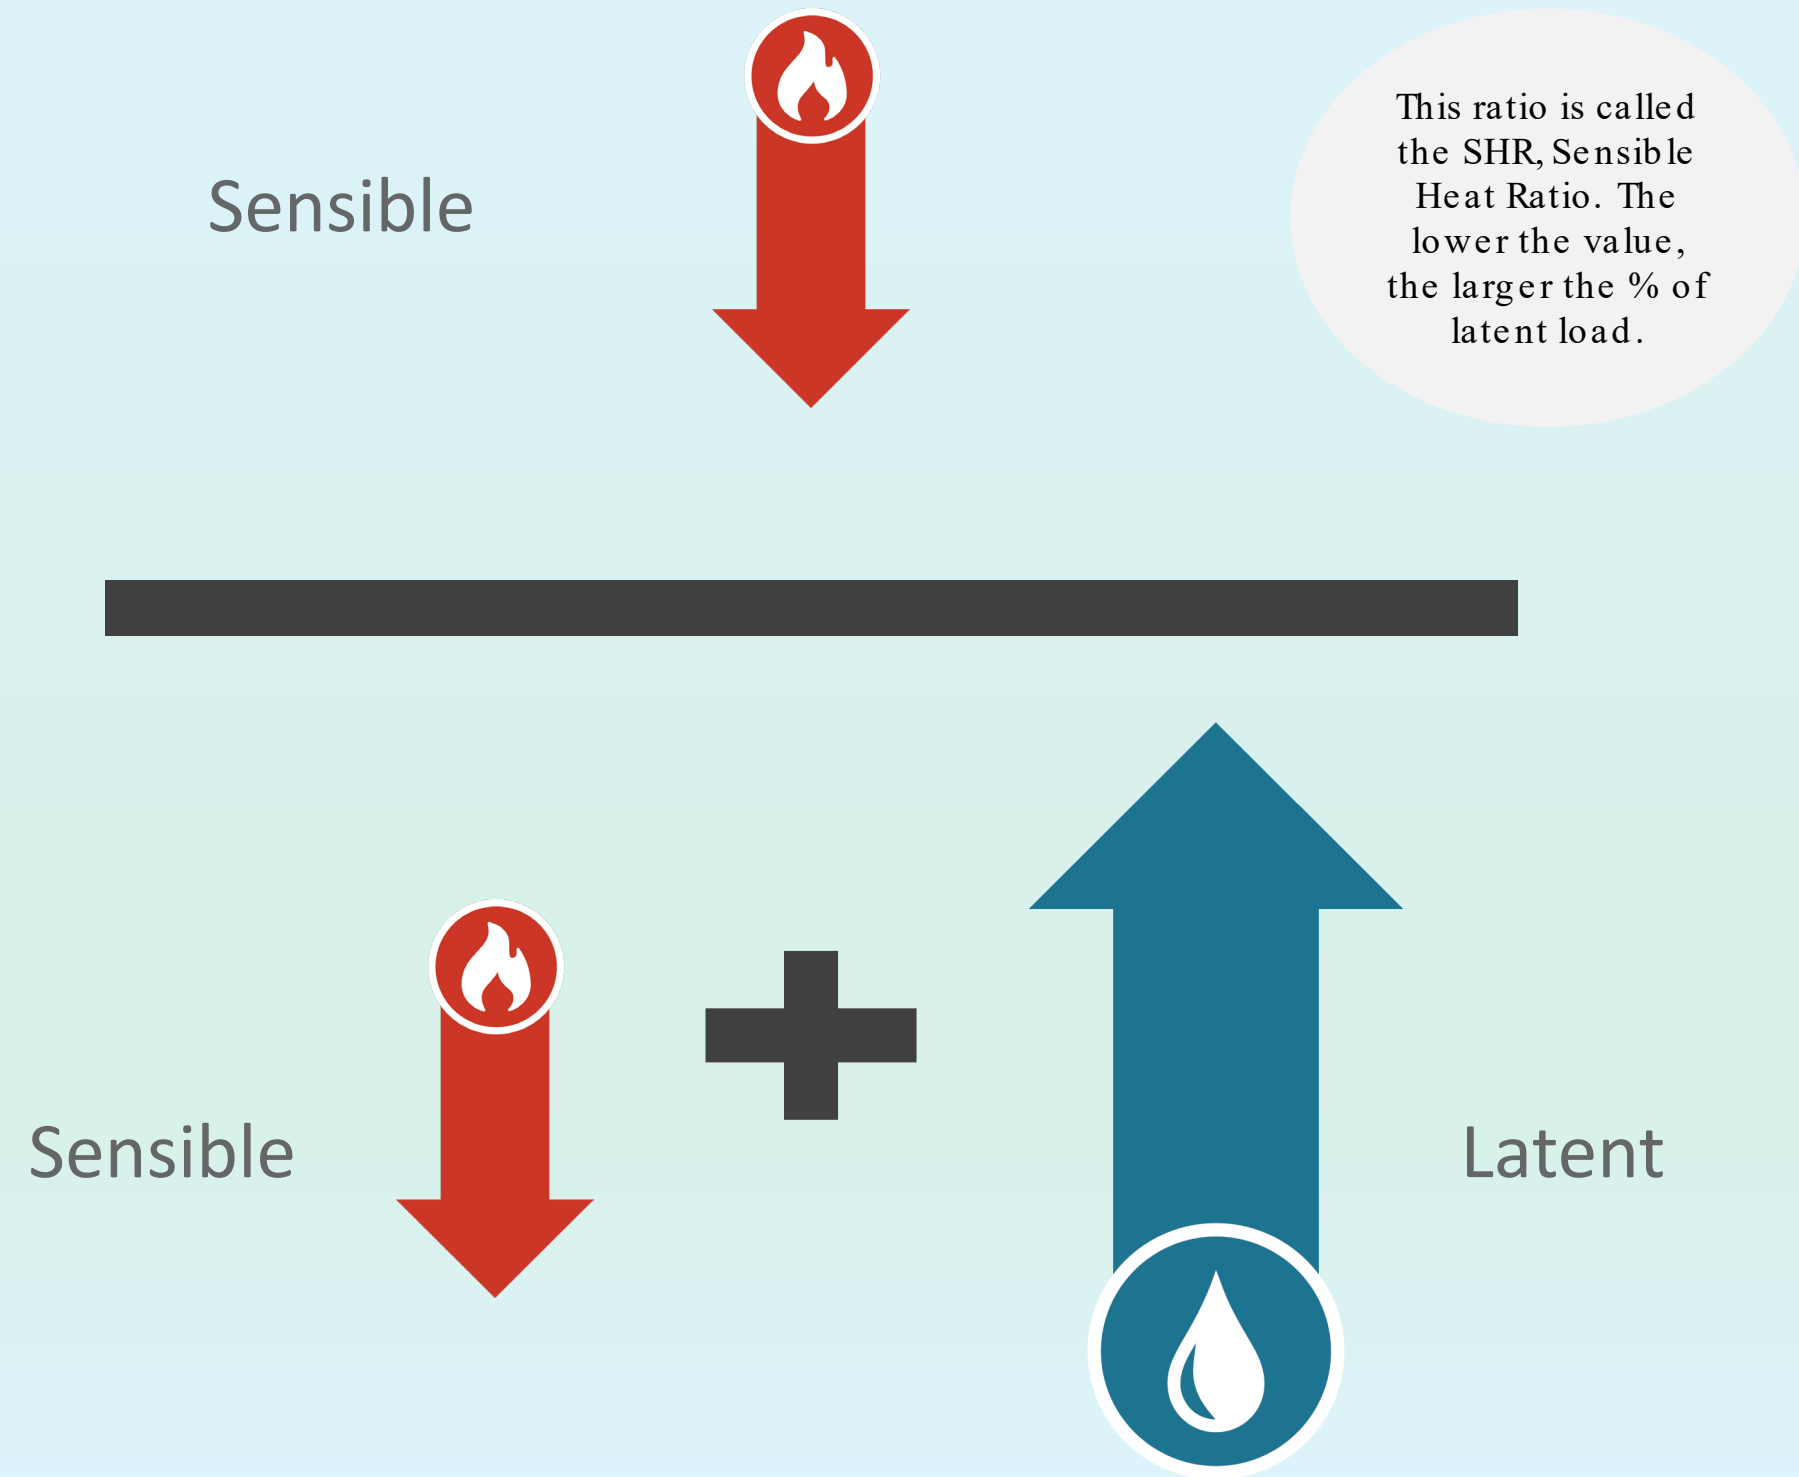 Sensible
This ratio is called
the SHR, Sensible
Heat Ratio. The
lower the value,
the larger the % of
latent load.
Sensible
Latent